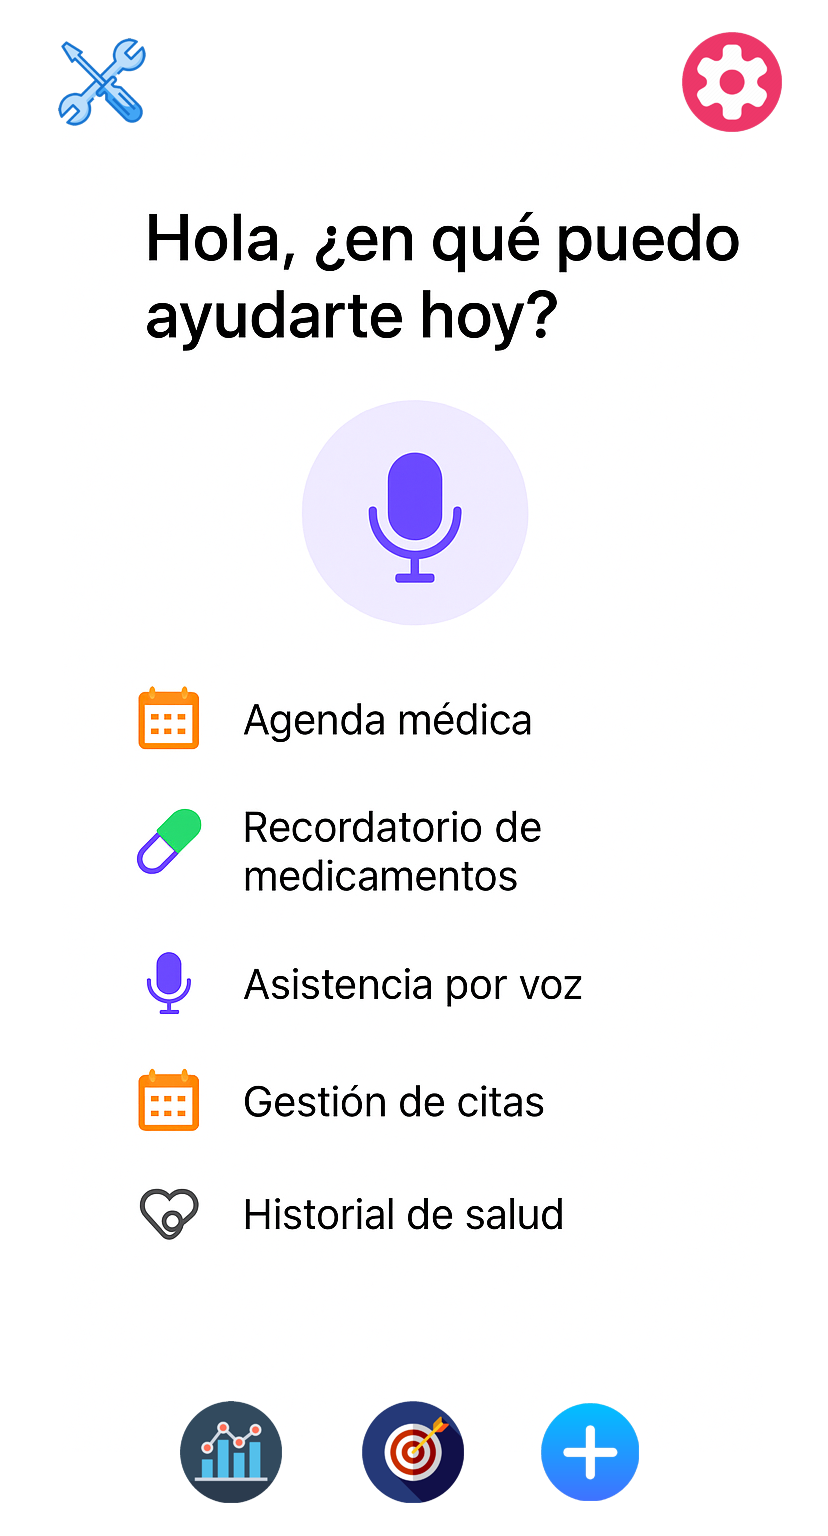 Hola, ¿en qué puedo
ayudarte hoy?
Agenda médica
Recordatorio de
medicamentos
Asistencia por voz
Gestión de citas
Historial de salud